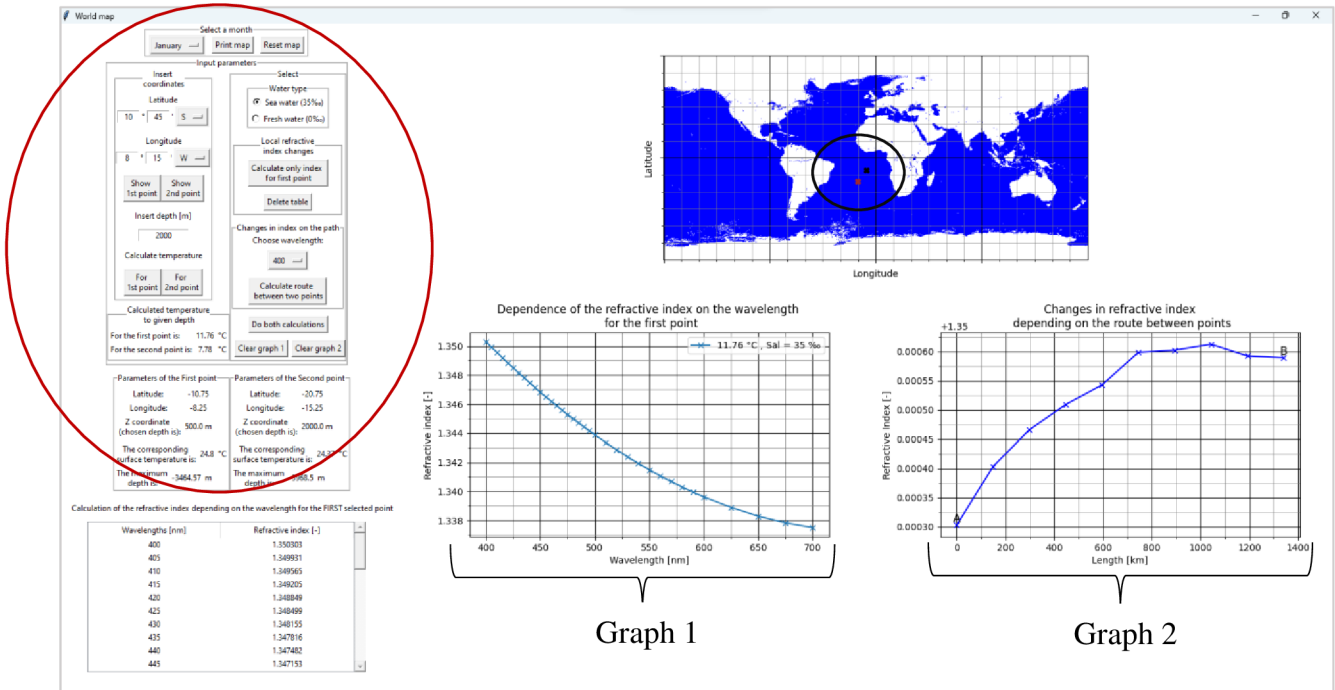 World map
Select a month
January
Print map
Reset map
Input parameters
Insert
coordinates
Latitude
10 ° 45 ' S
Longitude
8 ° 15 ' W
Show
1st point
Show
2nd point
Insert depth [m]
2000
Calculate temperature
For
1st point
For
2nd point
Calculated temperature
to given depth
For the first point is: 11.76 °C
For the second point is: 7.78 °C
Select
Water type
Sea water (35‰)
Fresh water (0‰)
Local refractive
index changes
Calculate only index
for first point
Delete table
Changes in index on the path
Choose wavelength:
400
Calculate route
between two points
Do both calculations
Clear graph 1
Clear graph 2
Parameters of the First point
Latitude: -10.75
Longitude: -8.25
Z coordinate
(chosen depth is): 500.0 m
The corresponding
surface temperature is: 24.8 °C
The maximum
depth is: -3464.57 m
Parameters of the Second point
Latitude: -20.75
Longitude: -15.25
Z coordinate
(chosen depth is): 2000.0 m
The corresponding
surface temperature is: °C
The maximum
depth is: m
Calculation of the refractive index depending on the wavelength for the FIRST selected point
Wavelengths [nm] Refractive index [-]
400 1.350303
405 1.349931
410 1.349565
415 1.349205
420 1.348849
425 1.348499
430 1.348155
435 1.347816
440 1.347482
445 1.347153
Latitude
Longitude
Dependence of the refractive index on the wavelength
for the first point
11.76 °C , Sal = 35 ‰
Refractive index [-]
1.350
1.348
1.346
1.344
1.342
1.340
1.338
400 450 500 550 600 650 700
Wavelength [nm]
Graph 1
Changes in refractive index
depending on the route between points
+1.35
Refractive Index [-]
0.00060
0.00055
0.00050
0.00045
0.00040
0.00035
0.00030
A
B
0 200 400 600 800 1000 1200 1400
Length [km]
Graph 2